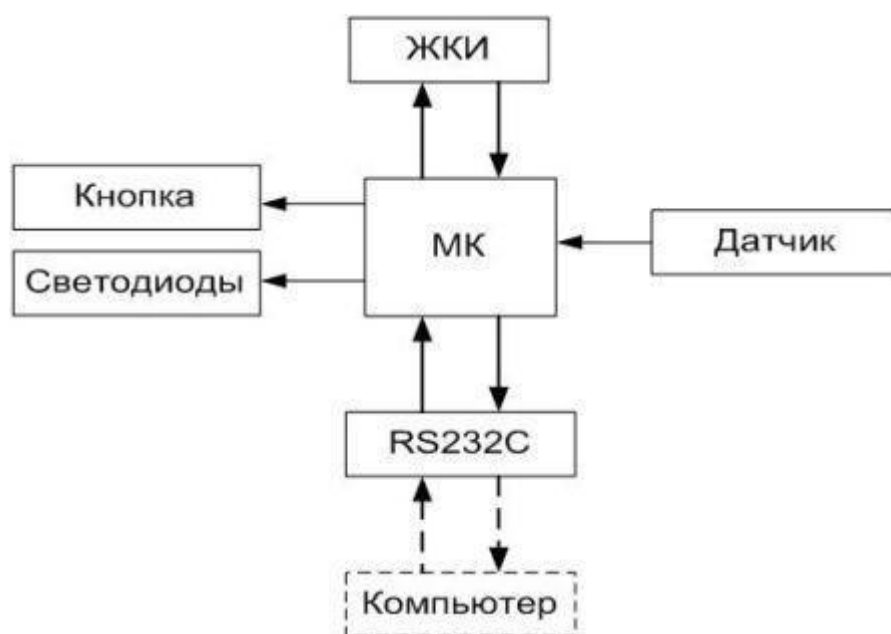 ЖКИ
Кнопка
МК
Датчик
Светодиоды
RS232C
Компьютер